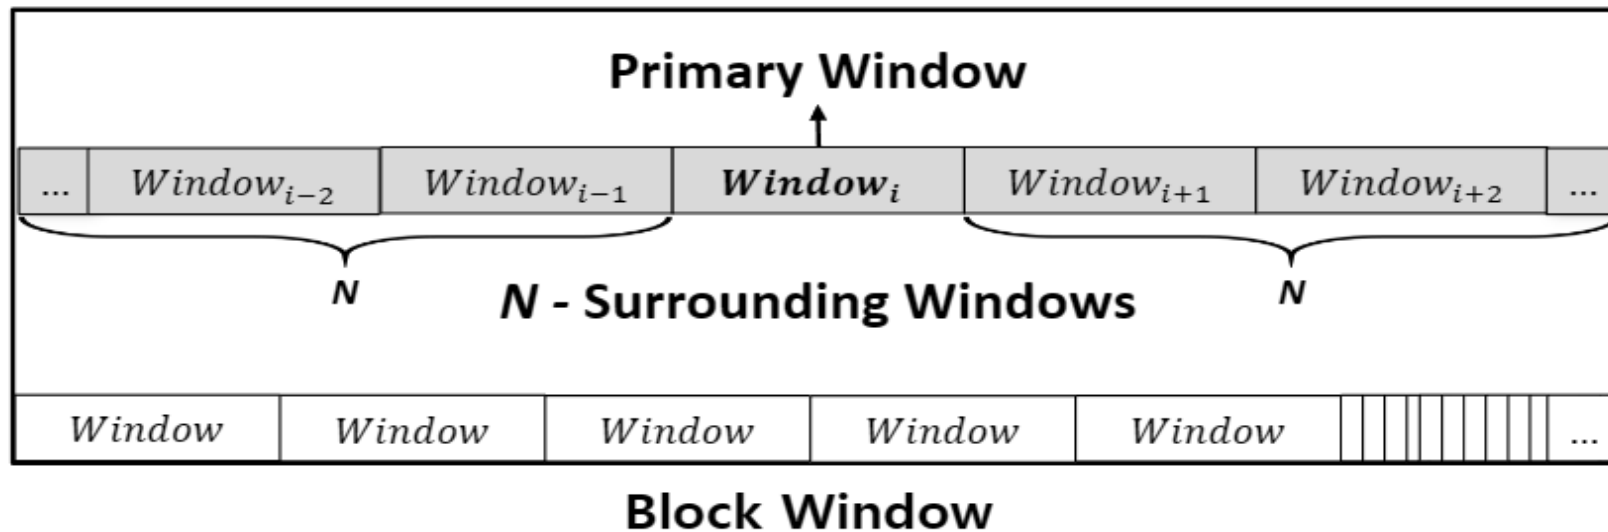 Primary Window
... Window_{i-2} Window_{i-1} Window_i Window_{i+1} Window_{i+2} ...
N N
N - Surrounding Windows
Window Window Window Window Window ...
Block Window